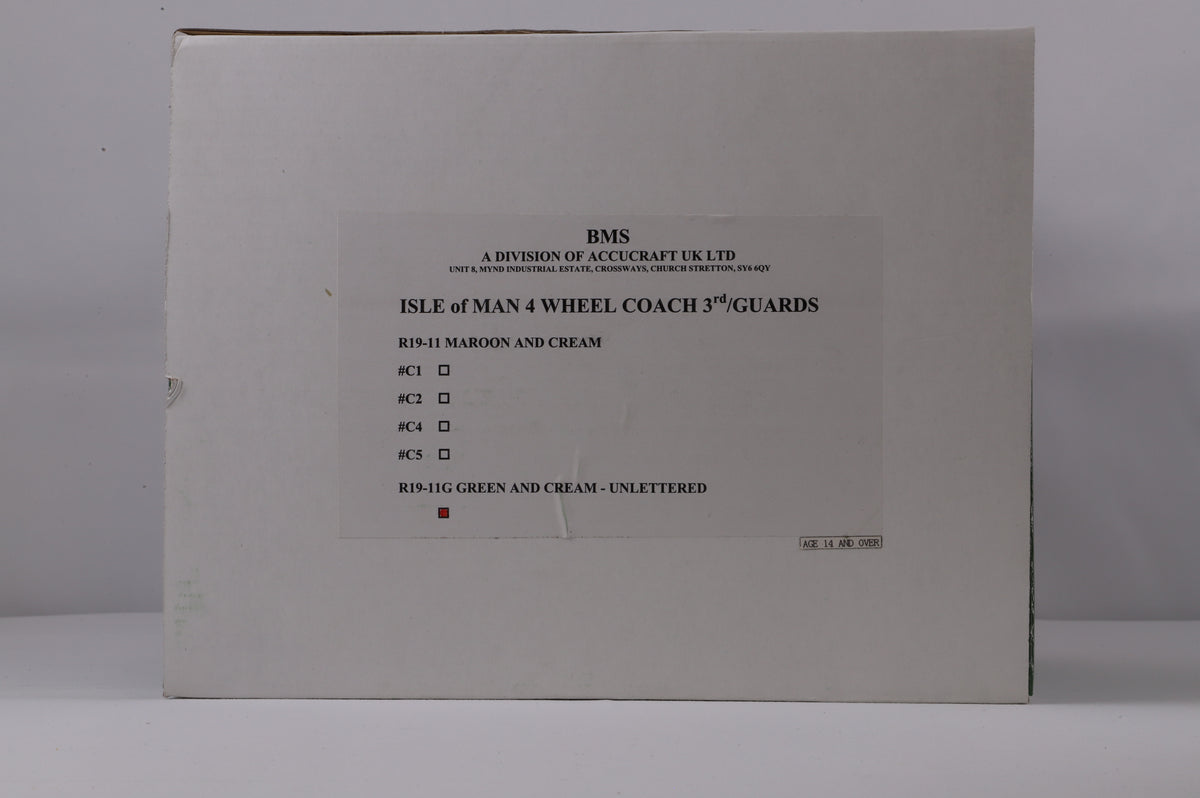 BMS
A DIVISION OF ACCUCRAFT UK LTD
UNIT 8, MYND INDUSTRIAL ESTATE, CROSSWAYS, CHURCH STRETTON, SY6 6QY
ISLE of MAN 4 WHEEL COACH 3rd/GUARDS
R19-11 MAROON AND CREAM
#C1 ☐
#C2 ☐
#C4 ☐
#C5 ☐
R19-11G GREEN AND CREAM - UNLETTERED
AGE 14 AND OVER